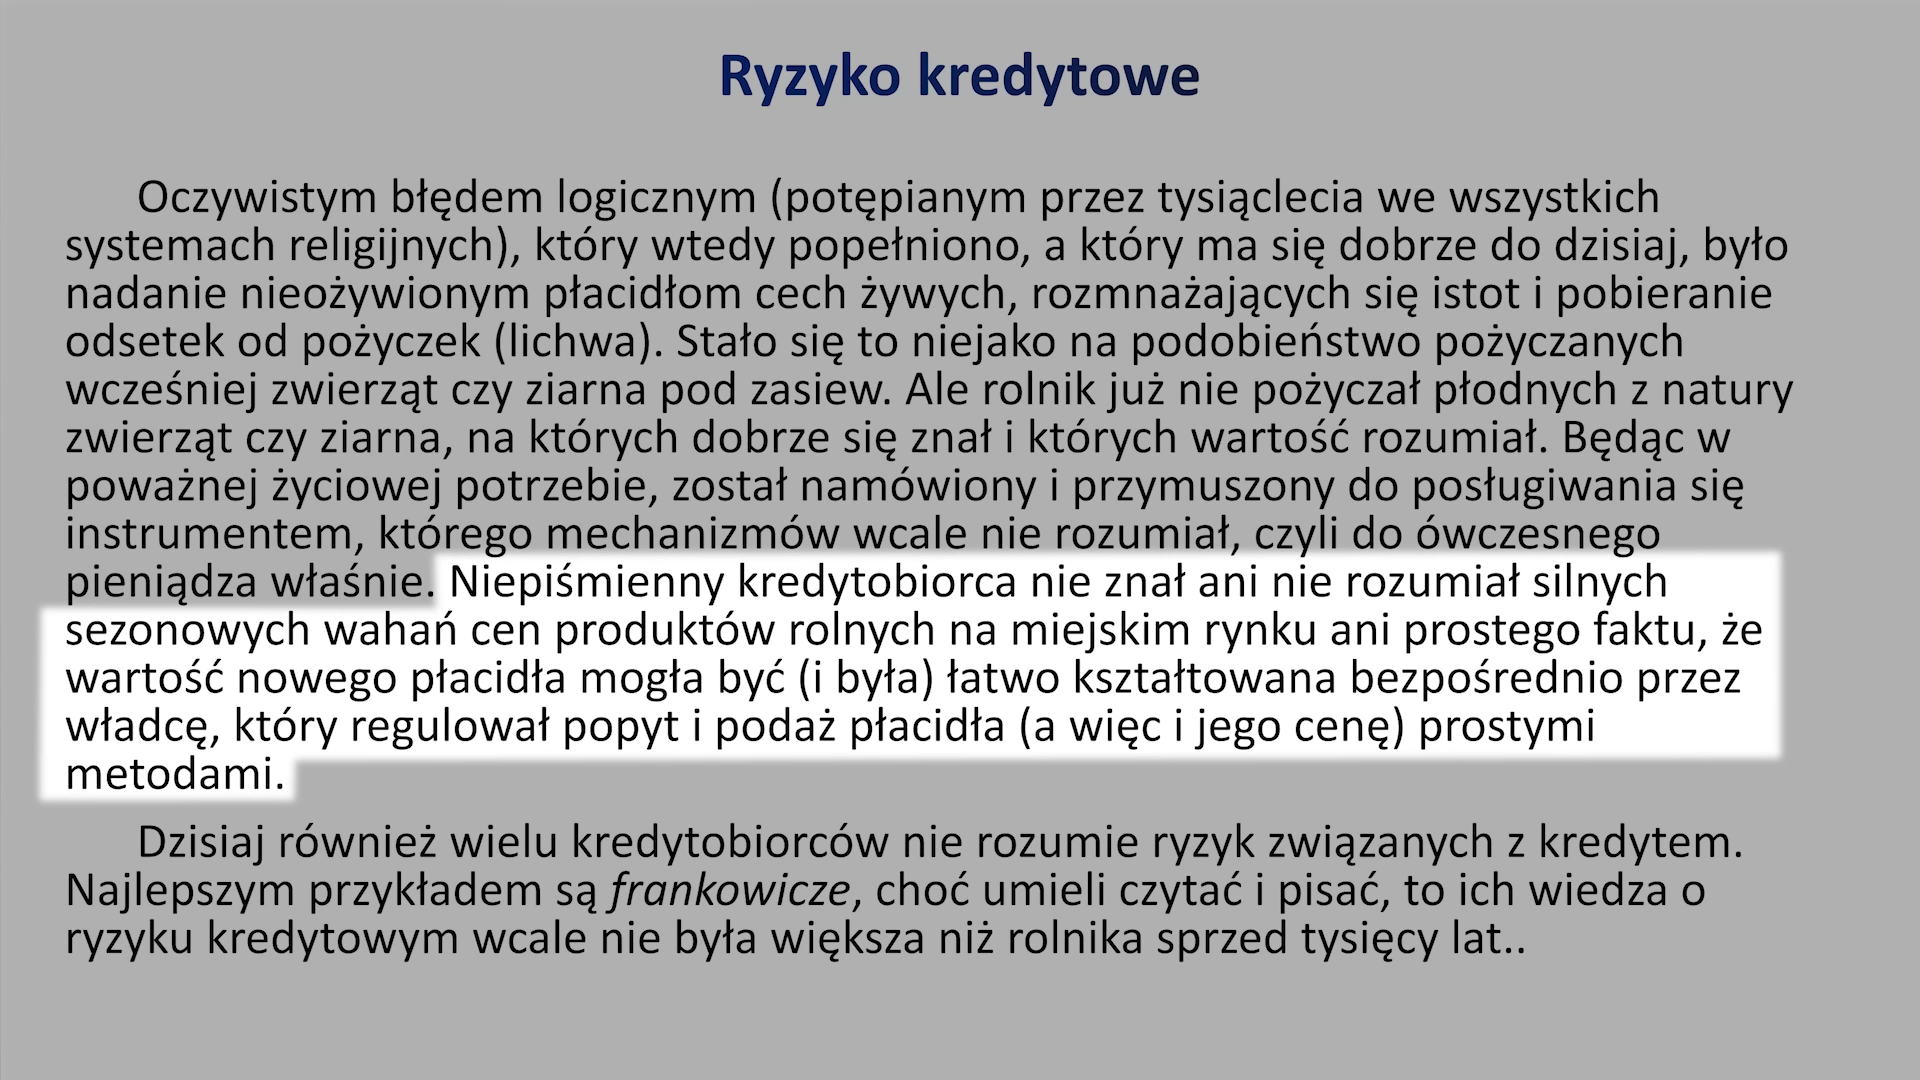 Ryzyko kredytowe
Oczywistym błędem logicznym (potępianym przez tysiąclecia we wszystkich
systemach religijnych), który wtedy popełniono, a który ma się dobrze do dzisiaj, było
nadanie nieożywionym płacidłom cech żywych, rozmnażających się istot i pobieranie
odsetek od pożyczek (lichwa). Stało się to niejako na podobieństwo pożyczanych
wcześniej zwierząt czy ziarna pod zasiew. Ale rolnik już nie pożyczał płodnych z natury
zwierząt czy ziarna, na których dobrze się znał i których wartość rozumiał. Będąc w
poważnej życiowej potrzebie, został namówiony i przymuszony do posługiwania się
instrumentem, którego mechanizmów wcale nie rozumiał, czyli do ówczesnego
pieniądza właśnie. Niepiśmienny kredytobiorca nie znał ani nie rozumiał silnych
sezonowych wahań cen produktów rolnych na miejskim rynku ani prostego faktu, że
wartość nowego płacidła mogła być (i była) łatwo kształtowana bezpośrednio przez
władcę, który regulował popyt i podaż płacidła (a więc i jego cenę) prostymi
metodami.
Dzisiaj również wielu kredytobiorców nie rozumie ryzyk związanych z kredytem.
Najlepszym przykładem są frankowicze, choć umieli czytać i pisać, to ich wiedza o
ryzyku kredytowym wcale nie była większa niż rolnika sprzed tysięcy lat..